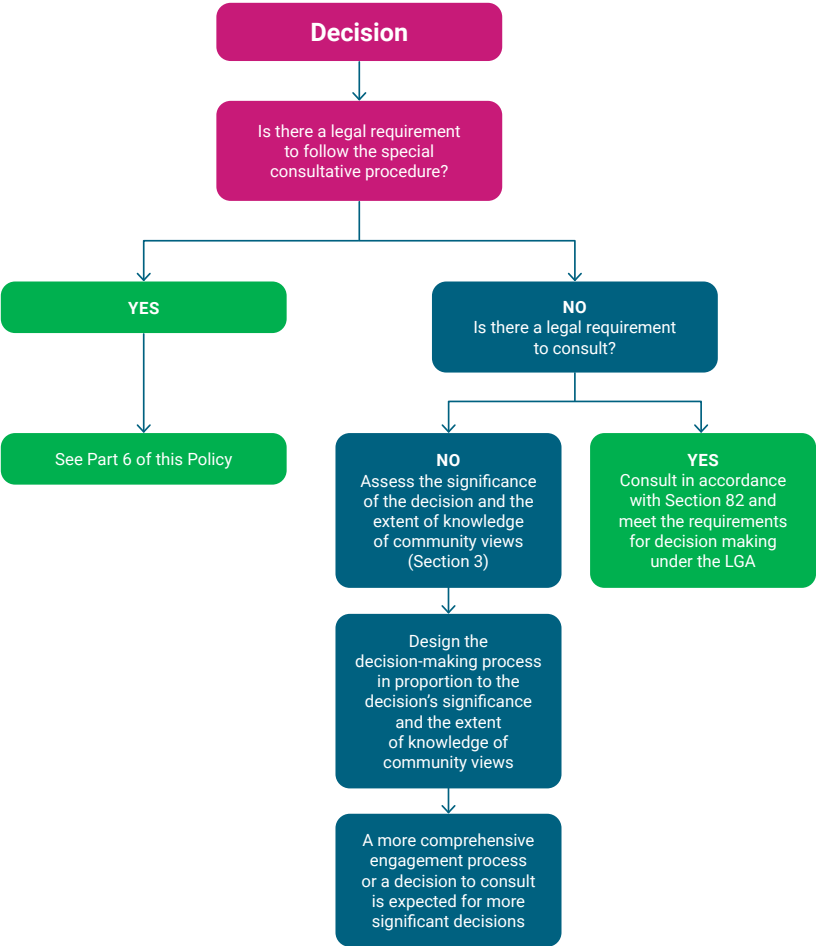 Decision
Is there a legal requirement
to follow the special
consultative procedure?
YES
NO
Is there a legal requirement
to consult?
See Part 6 of this Policy
NO
Assess the significance
of the decision and the
extent of knowledge
of community views
(Section 3)
YES
Consult in accordance
with Section 82 and
meet the requirements
for decision making
under the LGA
Design the
decision-making process
in proportion to the
decision’s significance
and the extent
of knowledge of
community views
A more comprehensive
engagement process
or a decision to consult
is expected for more
significant decisions